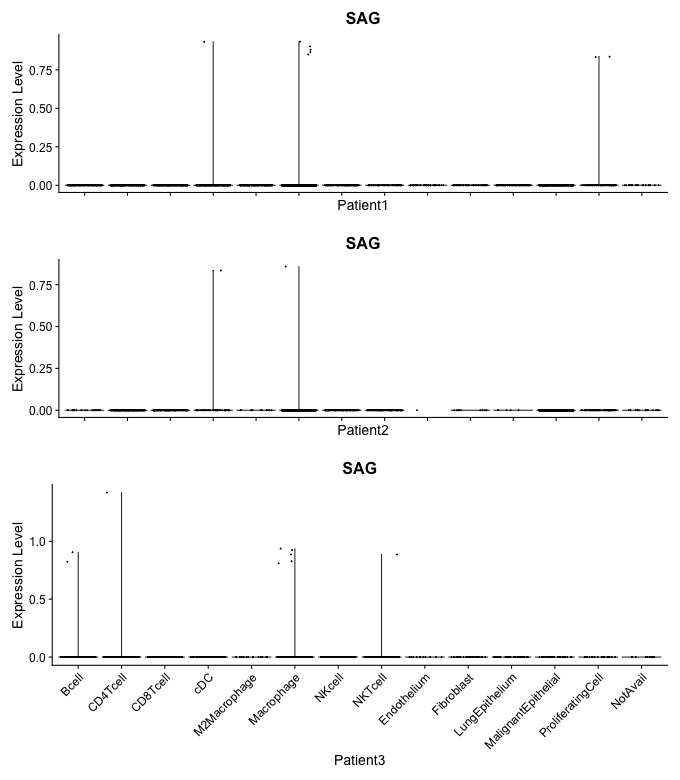 SAG
Expression Level
0.75
0.50
0.25
0.00
Patient1
SAG
Expression Level
0.75
0.50
0.25
0.00
Patient2
SAG
Expression Level
1.0
0.5
0.0
Bcell
CD4Tcell
CD8Tcell
cDC
M2Macrophage
Macrophage
NKcell
NKTcell
Endothelium
Fibroblast
LungEpithelium
MalignantEpithelial
ProliferatingCell
NotAvail
Patient3